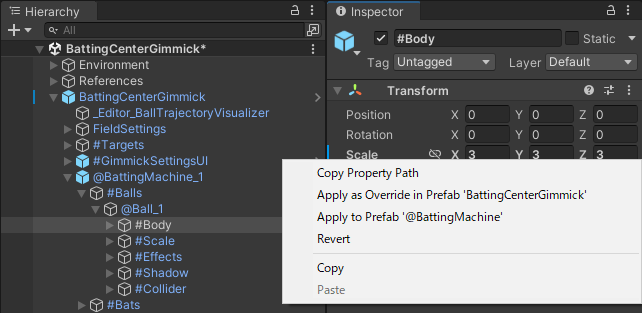 Hierarchy
All
BattingCenterGimmick*
Environment
References
BattingCenterGimmick
_Editor_BallTrajectoryVisualizer
FieldSettings
#Targets
#GimmickSettingsUI
@BattingMachine_1
#Balls
@Ball_1
#Body
#Scale
#Effects
#Shadow
#Collider
#Bats
Inspector
#Body
Static
Tag Untagged Layer Default
Transform
Position X 0 Y 0 Z 0
Rotation X 0 Y 0 Z 0
Scale X 3 Y 3 Z 3
Copy Property Path
Apply as Override in Prefab 'BattingCenterGimmick'
Apply to Prefab '@BattingMachine'
Revert
Copy
Paste